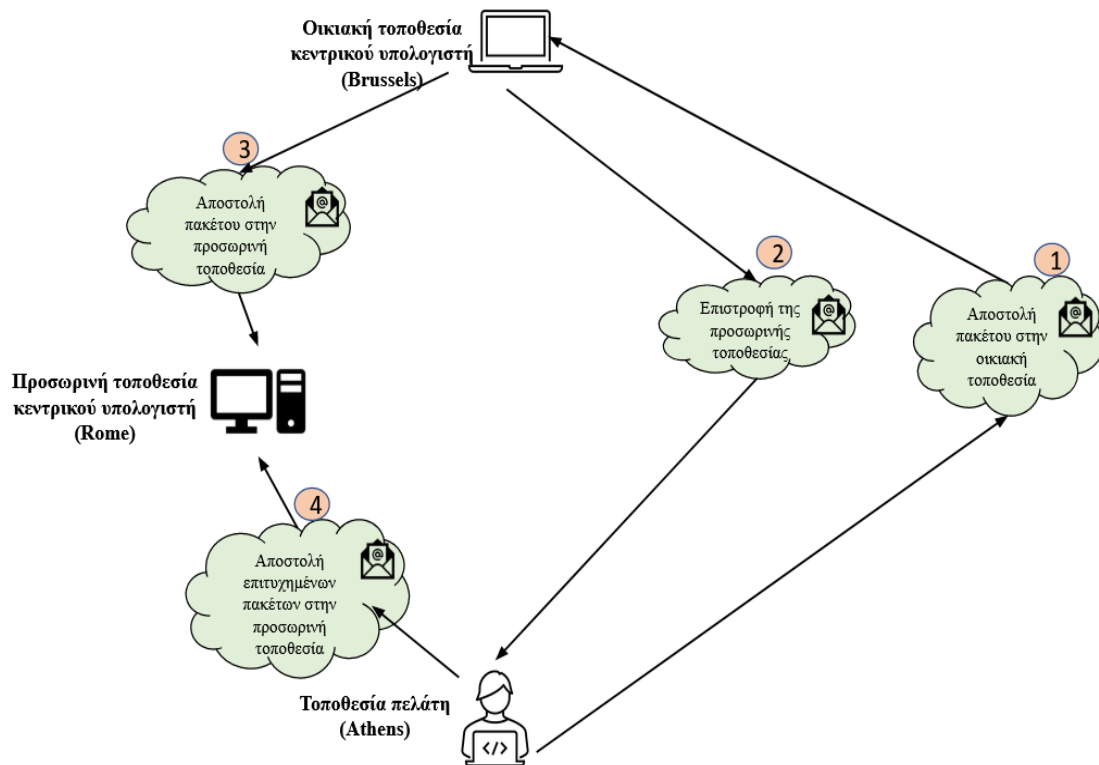 Οικιακή τοποθεσία
κεντρικού υπολογιστή
(Brussels)
3
Αποστολή
πακέτου στην
προσωρινή
τοποθεσία
2
Επιστροφή της
προσωρινής
τοποθεσίας
1
Αποστολή
πακέτου στην
οικιακή
τοποθεσία
Προσωρινή τοποθεσία
κεντρικού υπολογιστή
(Rome)
4
Αποστολή
επιτυχημένων
πακέτων στην
προσωρινή
τοποθεσία
Τοποθεσία πελάτη
(Athens)